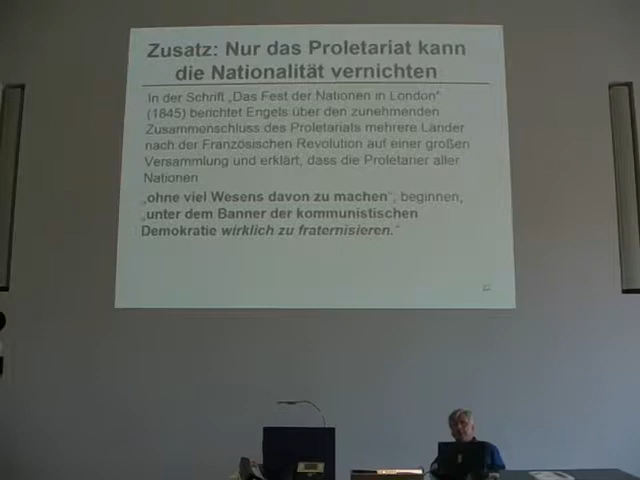 Zusatz: Nur das Proletariat kann
die Nationalität vernichten
In der Schrift „Das Fest der Nationen in London“
(1845) berichtet Engels über den zunehmenden
Zusammenschluss des Proletariats mehrere Länder
nach der Französischen Revolution auf einer großen
Versammlung und erklärt, dass die Proletarier aller
Nationen
„ohne viel Wesens davon zu machen“, beginnen,
„unter dem Banner der kommunistischen
Demokratie wirklich zu fraternisieren.“